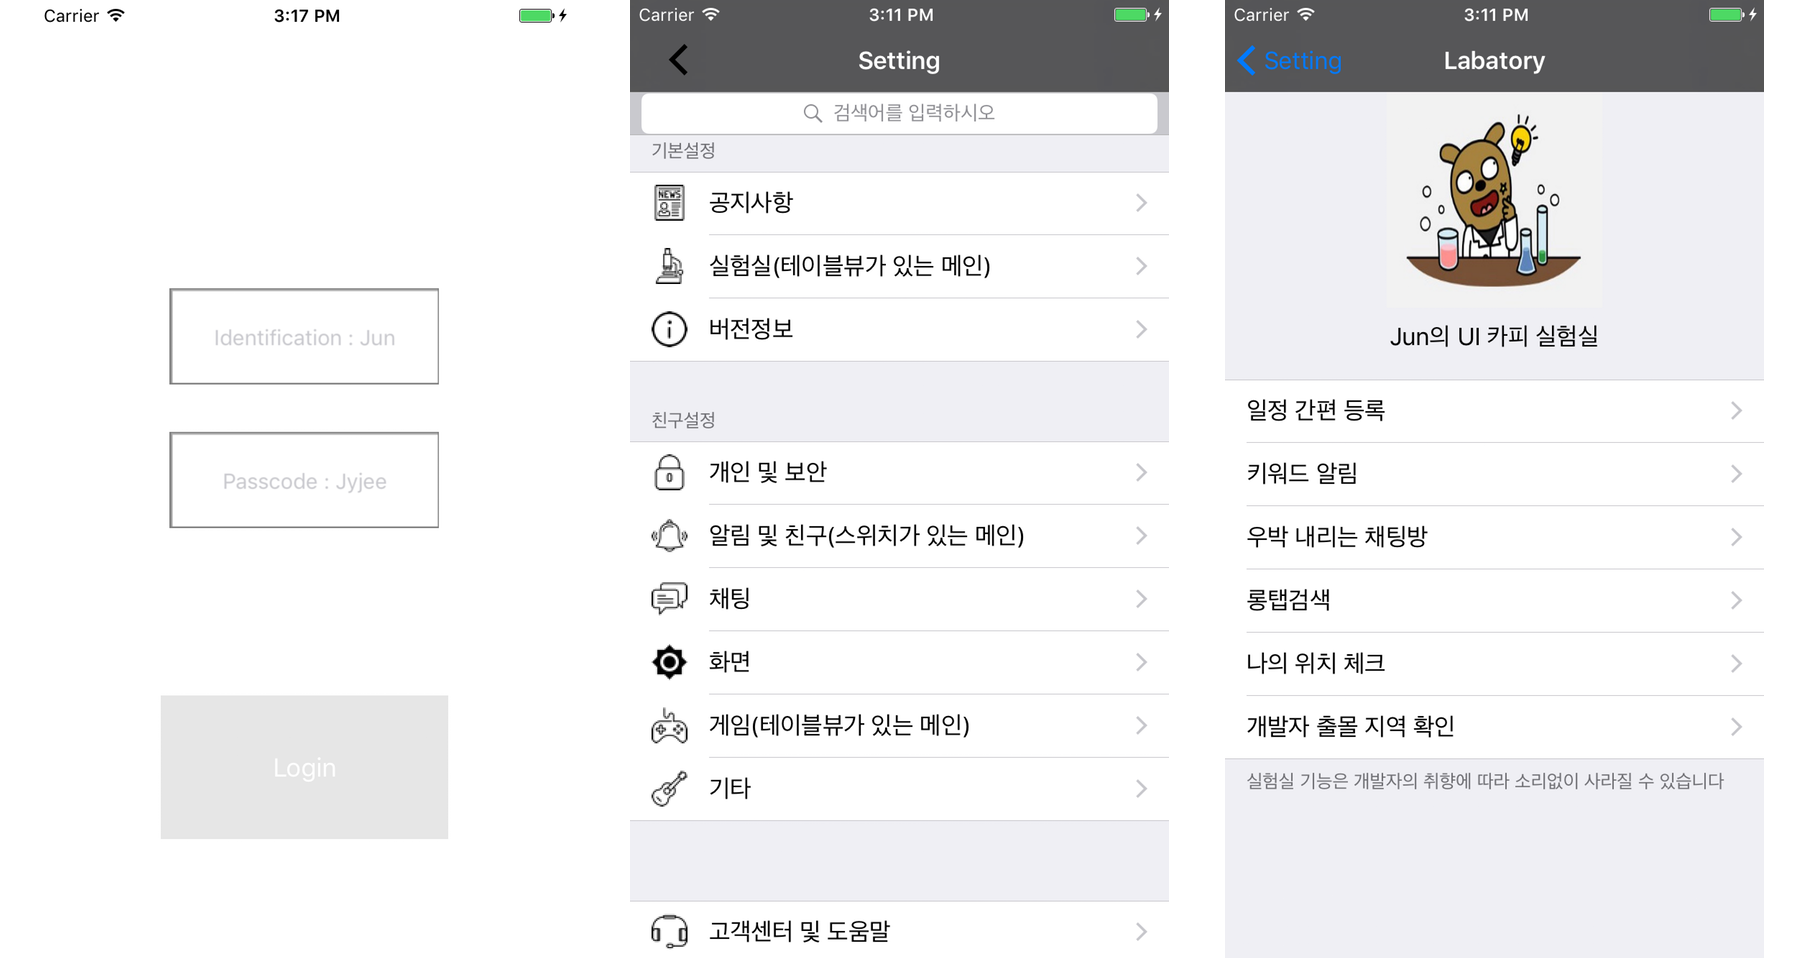 Carrier
3:17 PM
Identification : Jun
Passcode : Jyjee
Login
Carrier
3:11 PM
Setting
검색어를 입력하시오
기본설정
NEWS
공지사항
실험실(테이블뷰가 있는 메인)
버전정보
친구설정
개인 및 보안
알림 및 친구(스위치가 있는 메인)
채팅
화면
게임(테이블뷰가 있는 메인)
기타
고객센터 및 도움말
Carrier
3:11 PM
Setting
Labatory
Jun의 UI 카피 실험실
일정 간편 등록
키워드 알림
우박 내리는 채팅방
롱탭검색
나의 위치 체크
개발자 출몰 지역 확인
실험실 기능은 개발자의 취향에 따라 소리없이 사라질 수 있습니다